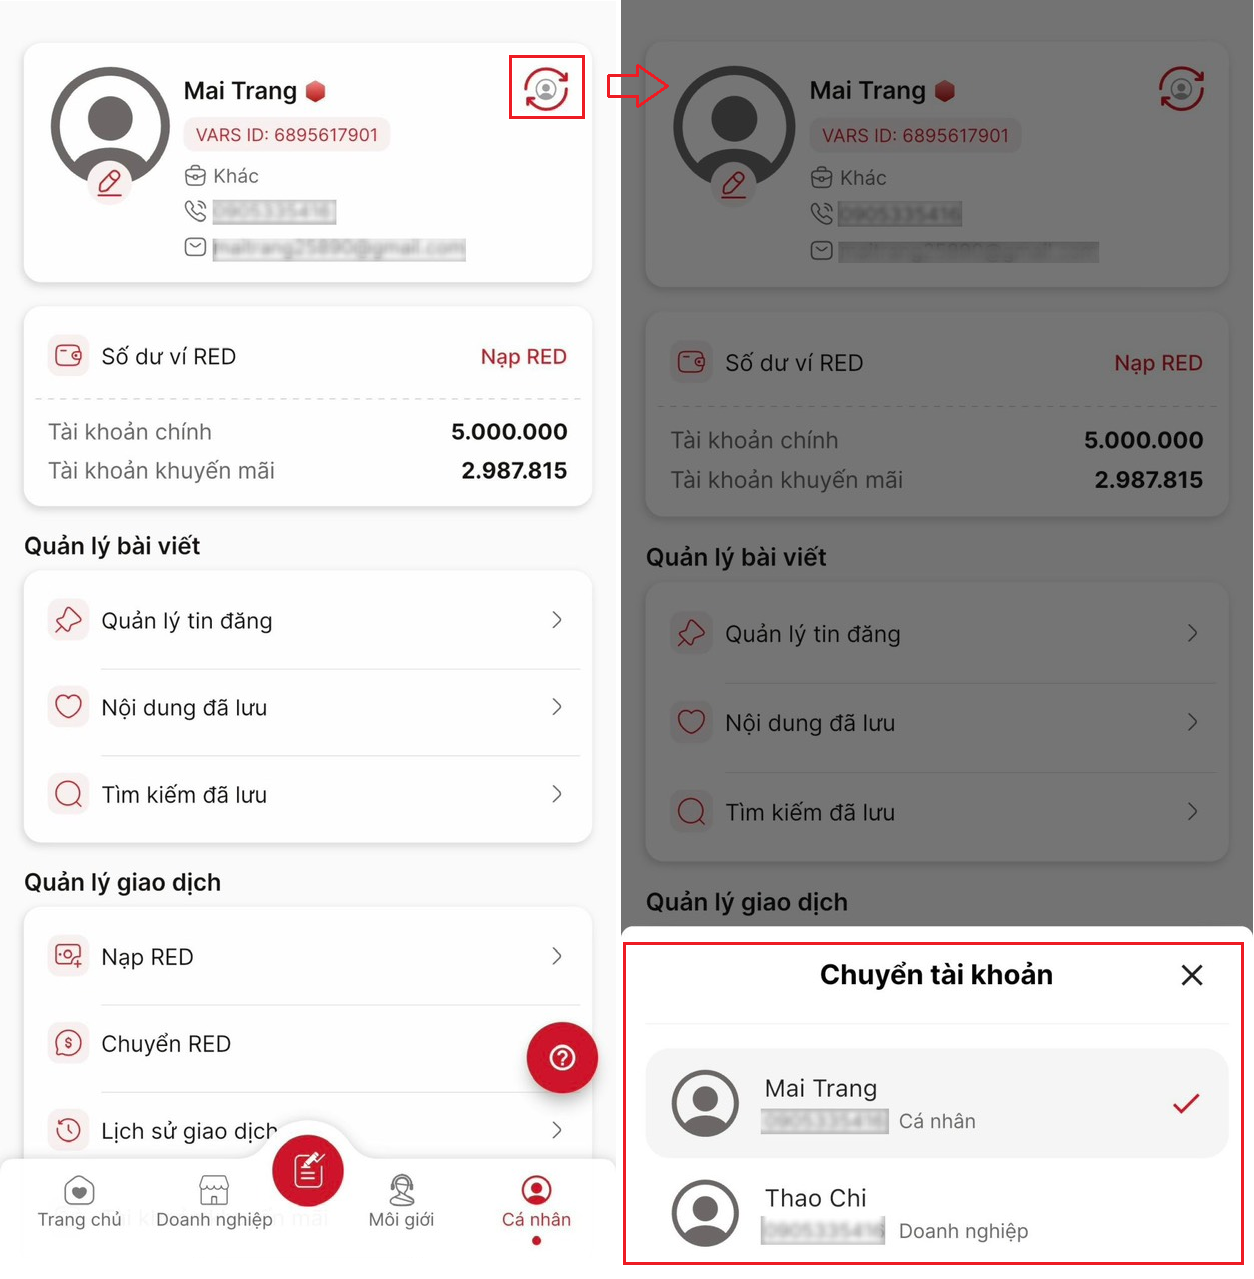 Mai Trang
VARS ID: 6895617901
Khác
Số dư ví RED
Nạp RED
Tài khoản chính
5.000.000
Tài khoản khuyến mãi
2.987.815
Quản lý bài viết
Quản lý tin đăng
Nội dung đã lưu
Tìm kiếm đã lưu
Quản lý giao dịch
Nạp RED
Chuyển RED
Lịch sử giao dịch
Trang chủ
Doanh nghiệp
Môi giới
Cá nhân
Mai Trang
VARS ID: 6895617901
Khác
Số dư ví RED
Nạp RED
Tài khoản chính
5.000.000
Tài khoản khuyến mãi
2.987.815
Quản lý bài viết
Quản lý tin đăng
Nội dung đã lưu
Tìm kiếm đã lưu
Quản lý giao dịch
Chuyển tài khoản
Mai Trang
Cá nhân
Thao Chi
Doanh nghiệp